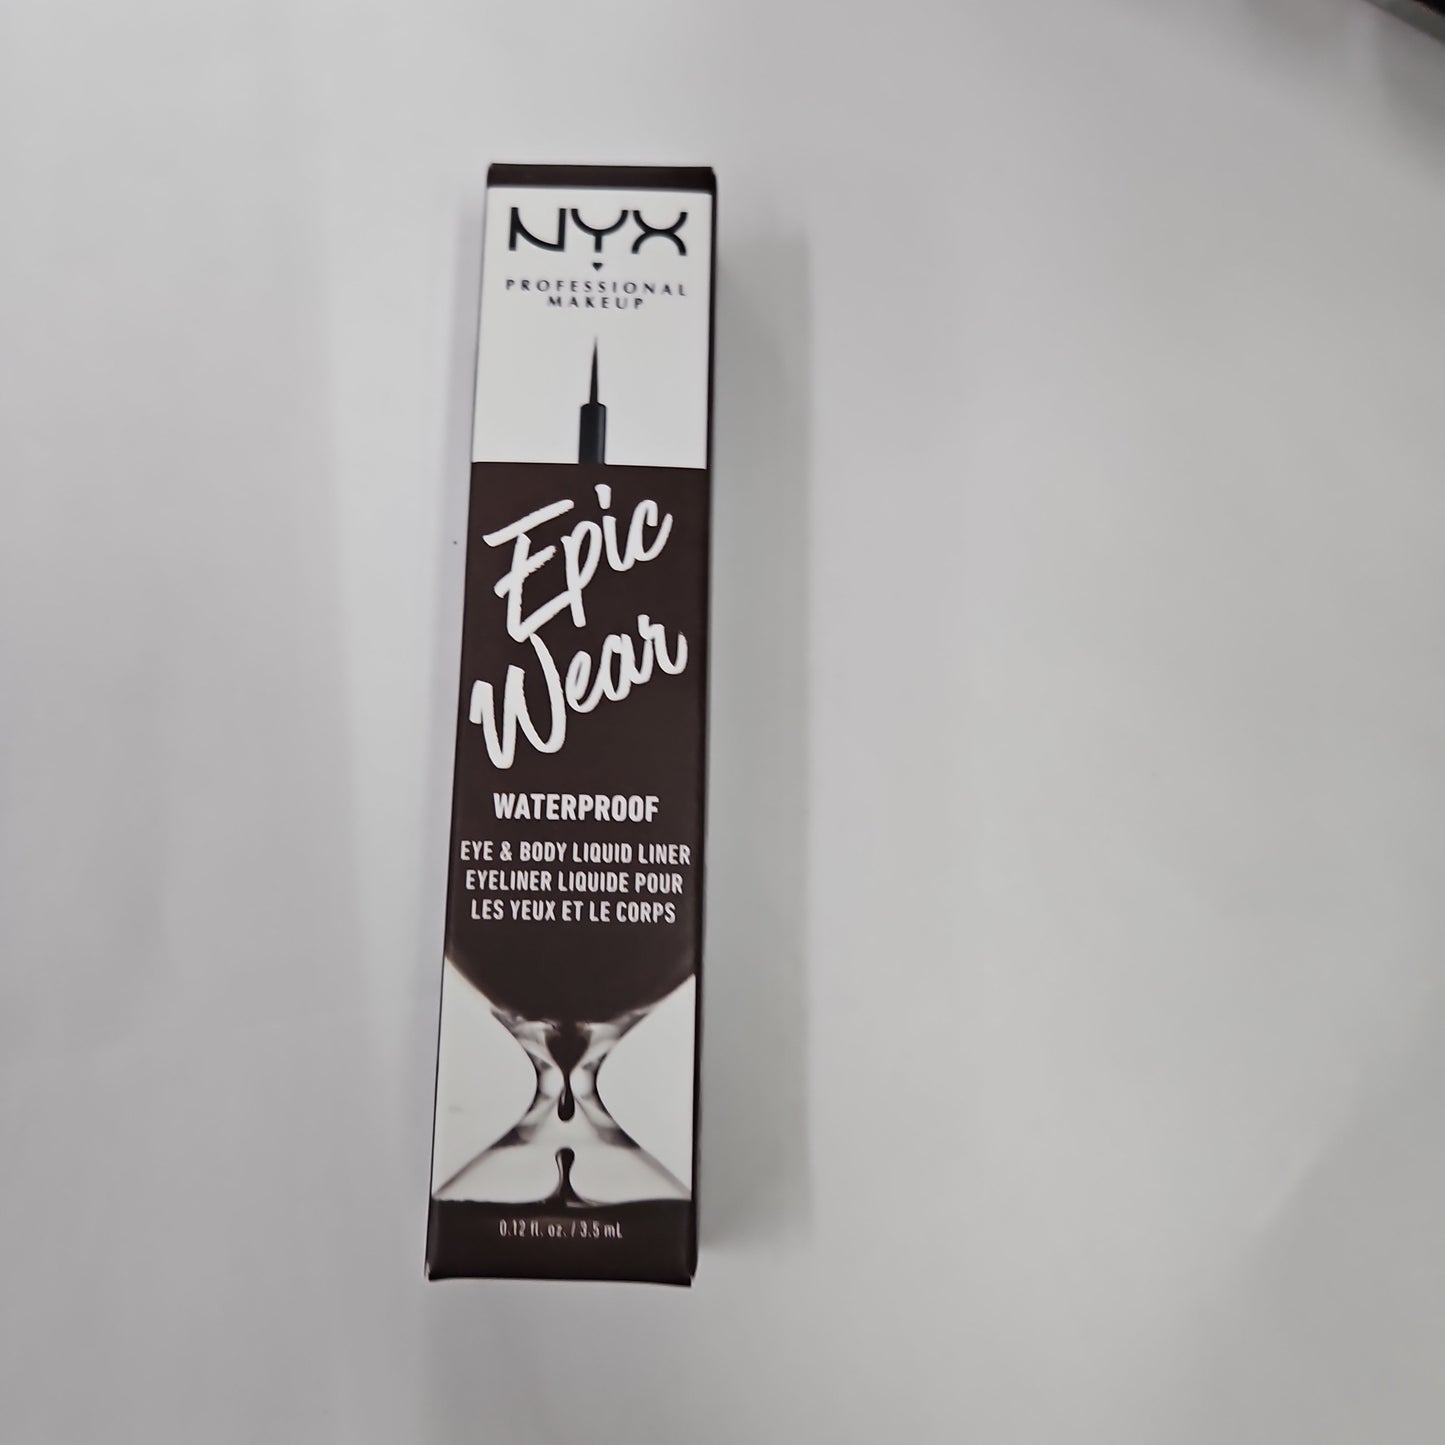 NYX
PROFESSIONAL
MAKEUP
Epic
Wear
WATERPROOF
EYE & BODY LIQUID LINER
EYELINER LIQUIDE POUR
LES YEUX ET LE CORPS
0.12 fl. oz. / 3.5 mL